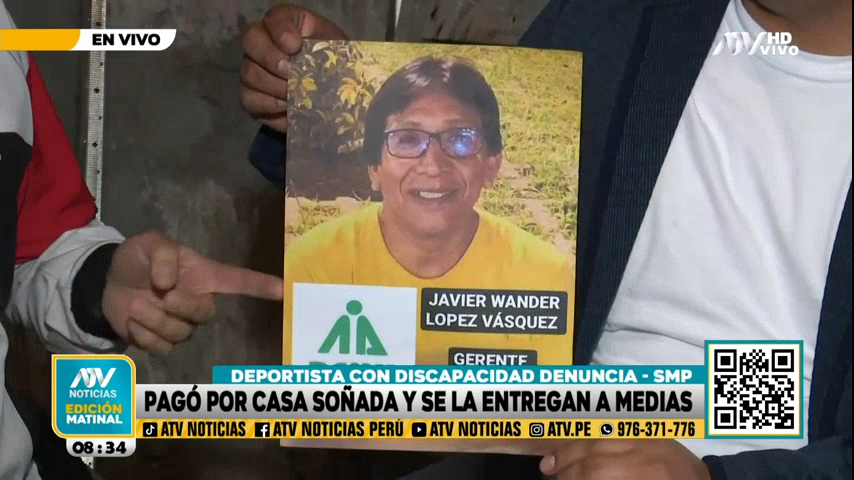 EN VIVO
ATV HD
VIVO
JAVIER WANDER
LOPEZ VÁSQUEZ
GERENTE
DEPORTISTA CON DISCAPACIDAD DENUNCIA - SMP
PAGÓ POR CASA SOÑADA Y SE LA ENTREGAN A MEDIAS
ATV
NOTICIAS
EDICIÓN
MATINAL
08:34
ATV NOTICIAS
ATV NOTICIAS PERÚ
ATV NOTICIAS
ATV.PE
976-371-776